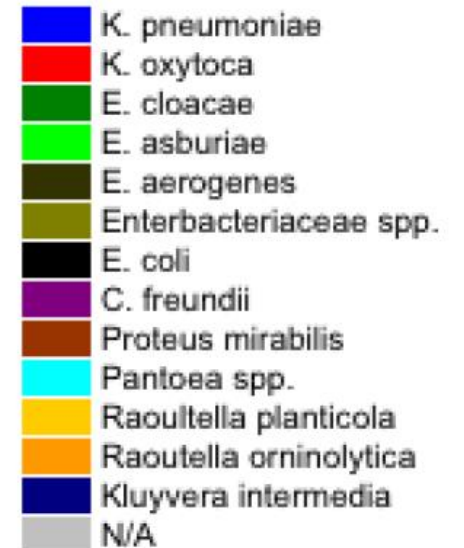 K. pneumoniae
K. oxytoca
E. cloacae
E. asburiae
E. aerogenes
Enterbacteriaceae spp.
E. coli
C. freundii
Proteus mirabilis
Pantoea spp.
Raoultella planticola
Raoutella orninolytica
Kluyvera intermedia
N/A